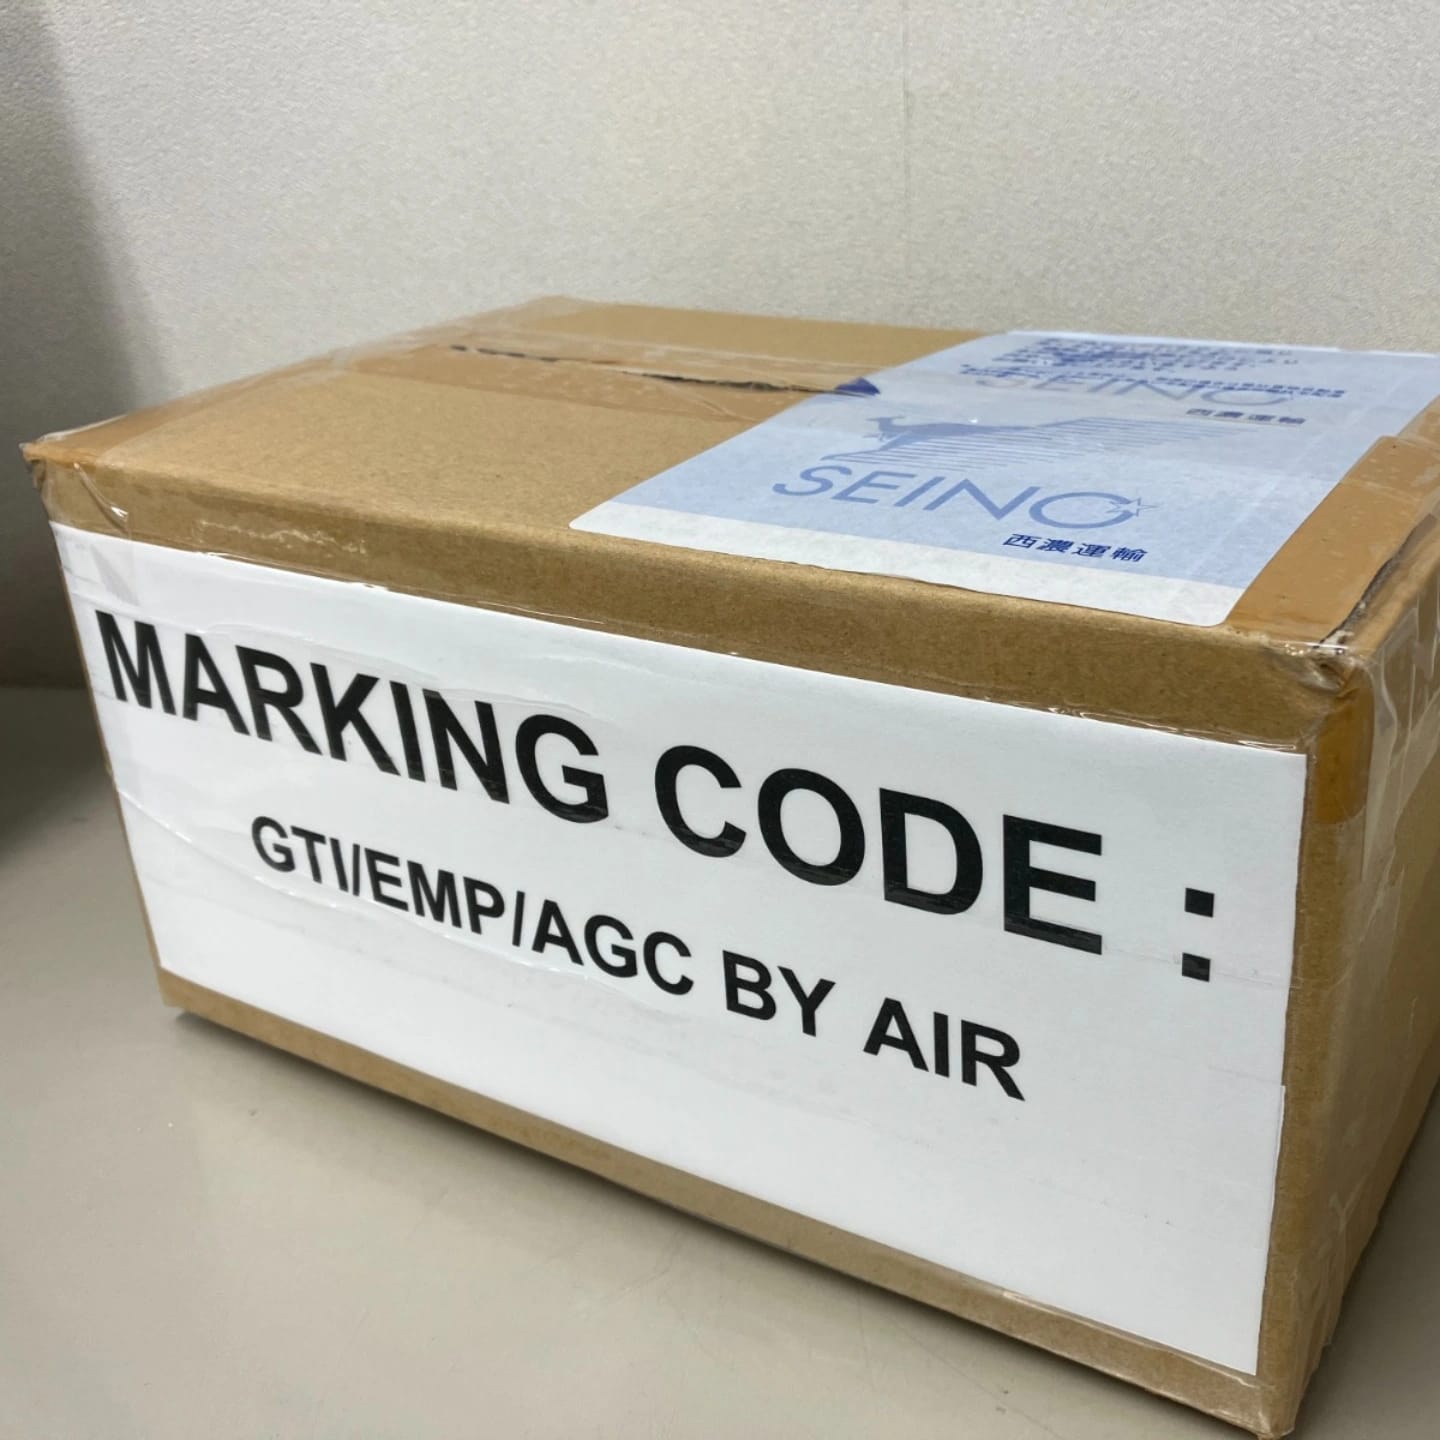 SEINO
西濃運輸
SEINO
西濃運輸
MARKING CODE :
GTI/EMP/AGC BY AIR